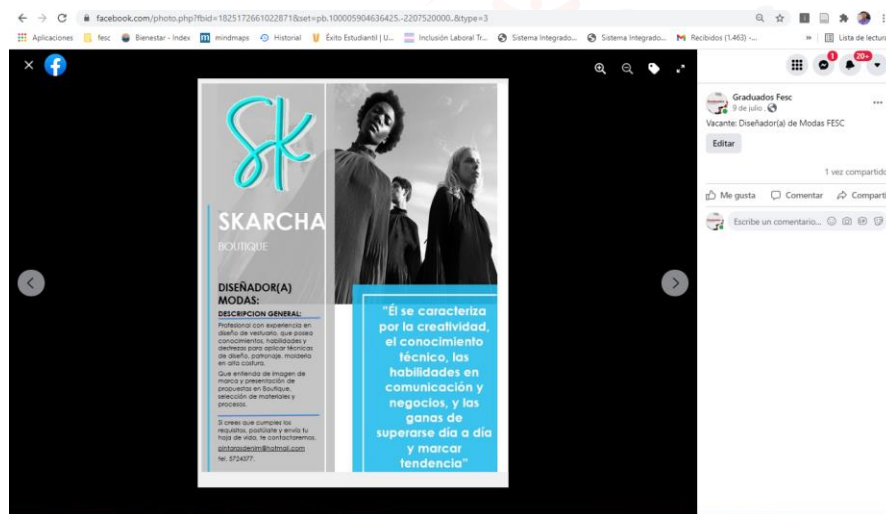 facebook.com/photo.php?fbid=1825172661022871&set=pb.100005904636425.-2207520000..&type=3
Aplicaciones
fesc
Bienestar - Index
mindmaps
Historial
Éxito Estudiantil | U...
Inclusión Laboral Tr...
Sistema Integrado...
Sistema Integrado...
Recibidos (1.463) -...
»
Lista de lectura
1
20+
Graduados Fesc
9 de julio
Vacante: Diseñador(a) de Modas FESC
Editar
1 vez compartido
Me gusta
Comentar
Comparti
Escribe un comentario...
Sk
SKARCHA
BOUTIQUE
DISEÑADOR(A)
MODAS:
DESCRIPCION GENERAL:
Profesional con experiencia en
diseño de vestuario, que posea
conocimientos, habilidades y
destrezas para aplicar técnicas
de diseño, patronaje, moldería
en alta costura.
Que entienda de imagen de
marca y presentación de
propuestas en Boutique,
selección de materiales y
procesos.
Si crees que cumples los
requisitos, postúlate y envía tu
hoja de vida, te contactaremos.
pintarosdenim@hotmail.com
tel. 5724577.
"Él se caracteriza
por la creatividad,
el conocimiento
técnico, las
habilidades en
comunicación y
negocios, y las
ganas de
superarse día a día
y marcar
tendencia"